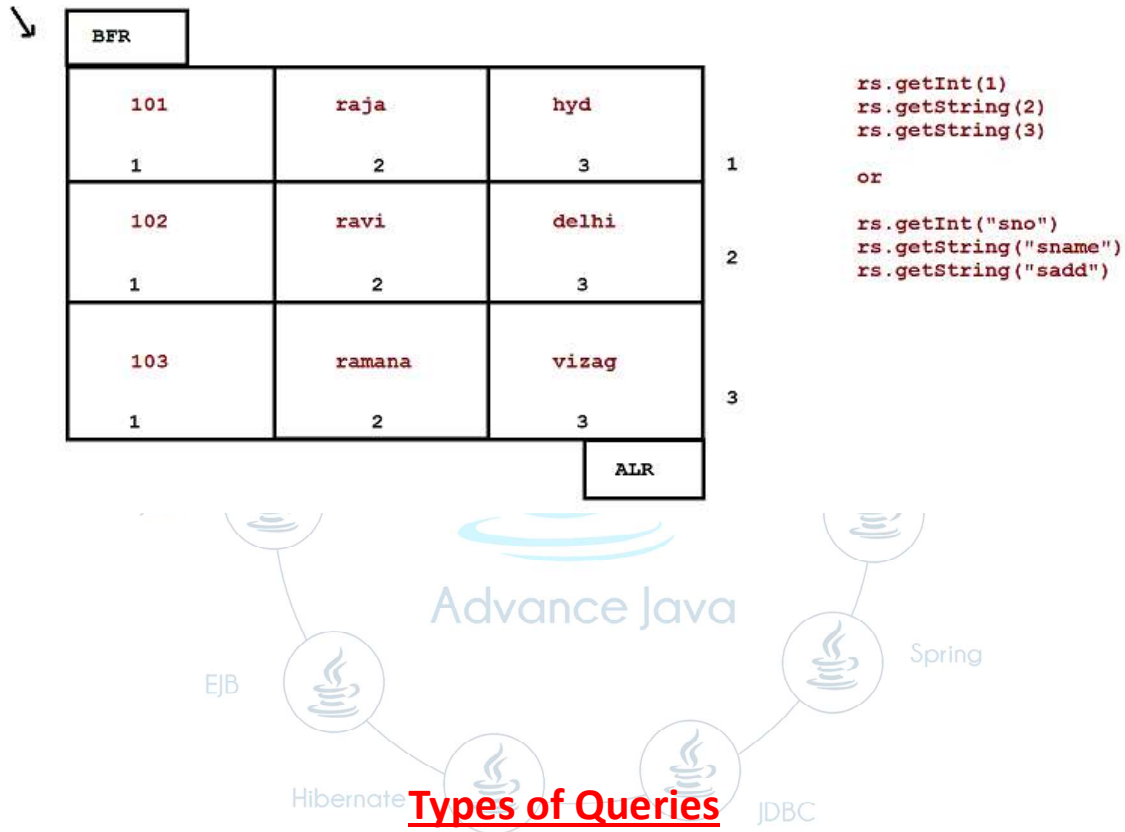 BFR
101 raja hyd
1 2 3 1
102 ravi delhi
1 2 3 2
103 ramana vizag
1 2 3 3
ALR
rs.getInt(1)
rs.getString(2)
rs.getString(3)
or
rs.getInt("sno")
rs.getString("sname")
rs.getString("sadd")
Advance Java
EJB
Spring
Hibernate
JDBC
Types of Queries